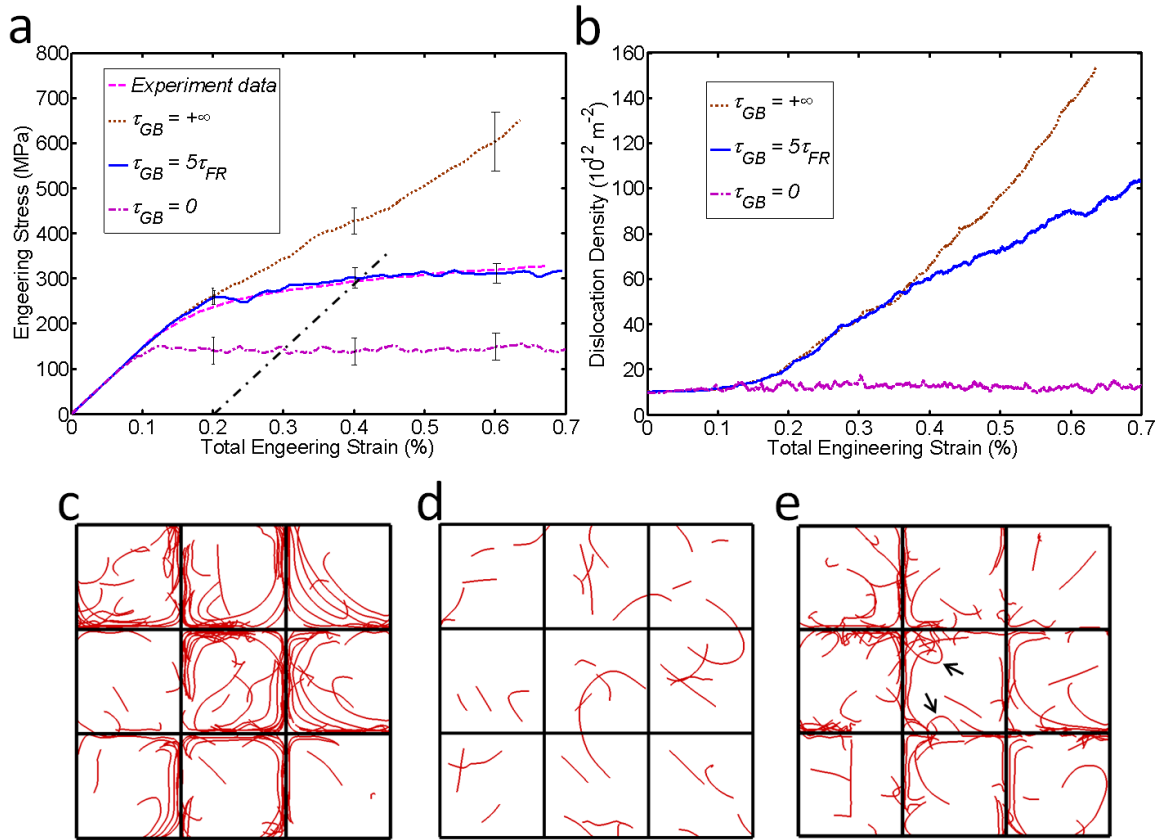 a
800
700
600
500
400
300
200
100
0
Engeering Stress (MPa)
Experiment data
τGB = +∞
τGB = 5τFR
τGB = 0
0 0.1 0.2 0.3 0.4 0.5 0.6 0.7
Total Engeering Strain (%)
b
160
140
120
100
80
60
40
20
0
Dislocation Density (10¹² m⁻²)
τGB = +∞
τGB = 5τFR
τGB = 0
0 0.1 0.2 0.3 0.4 0.5 0.6 0.7
Total Engineering Strain (%)
c
d
e